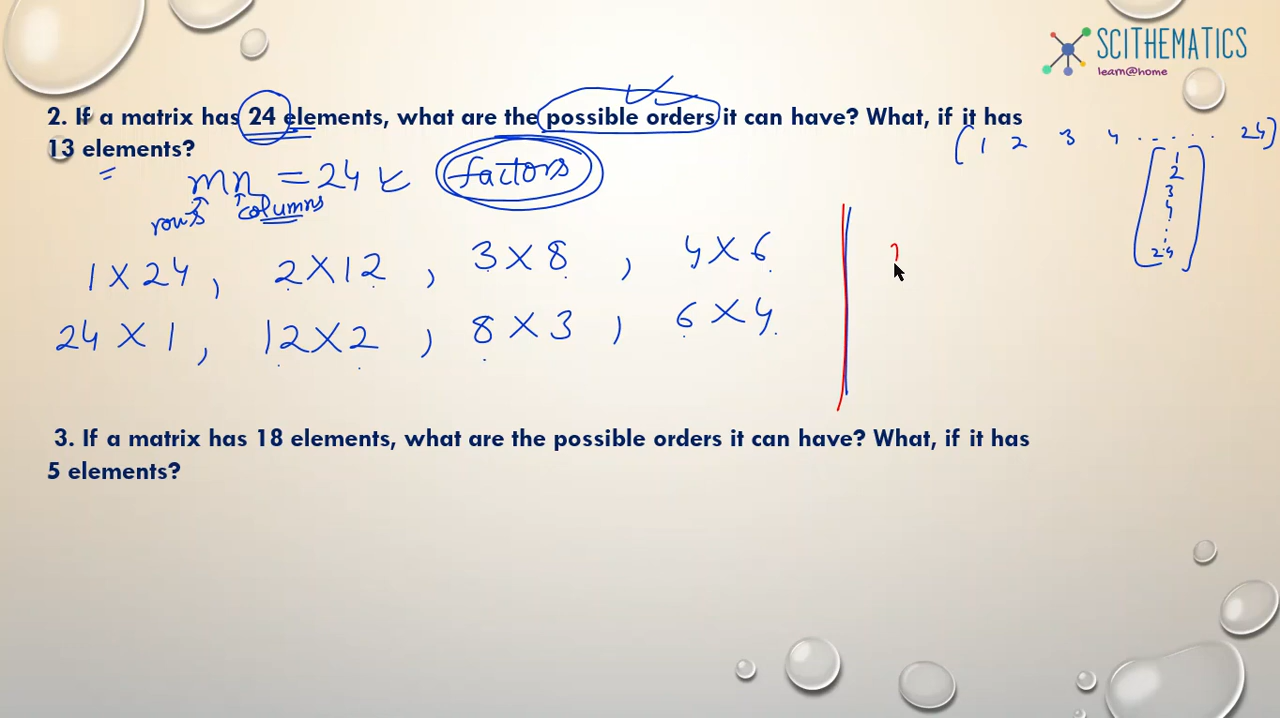 SCITHEMATICS
learn@home
2. If a matrix has 24 elements, what are the possible orders it can have? What, if it has
13 elements?
( 1 2 3 4 ...... 24)
1
2
3
4
:
24
mn = 24
factors
rows columns
1 X 24 , 2 X 12 , 3 X 8 , 4 X 6
24 X 1 , 12 X 2 , 8 X 3 , 6 X 4
3. If a matrix has 18 elements, what are the possible orders it can have? What, if it has
5 elements?